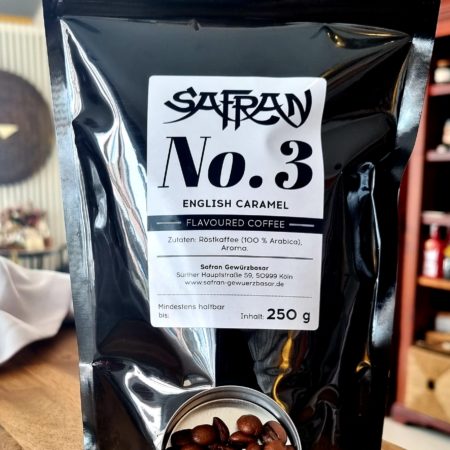 SAFRAN
No. 3
ENGLISH CARAMEL
FLAVOURED COFFEE
Zutaten: Röstkaffee (100 % Arabica),
Aroma.
Safran Gewürzbasar
Sürther Hauptstraße 59, 50999 Köln
www.safran-gewuerzbasar.de
Mindestens haltbar
bis:
Inhalt: 250 g